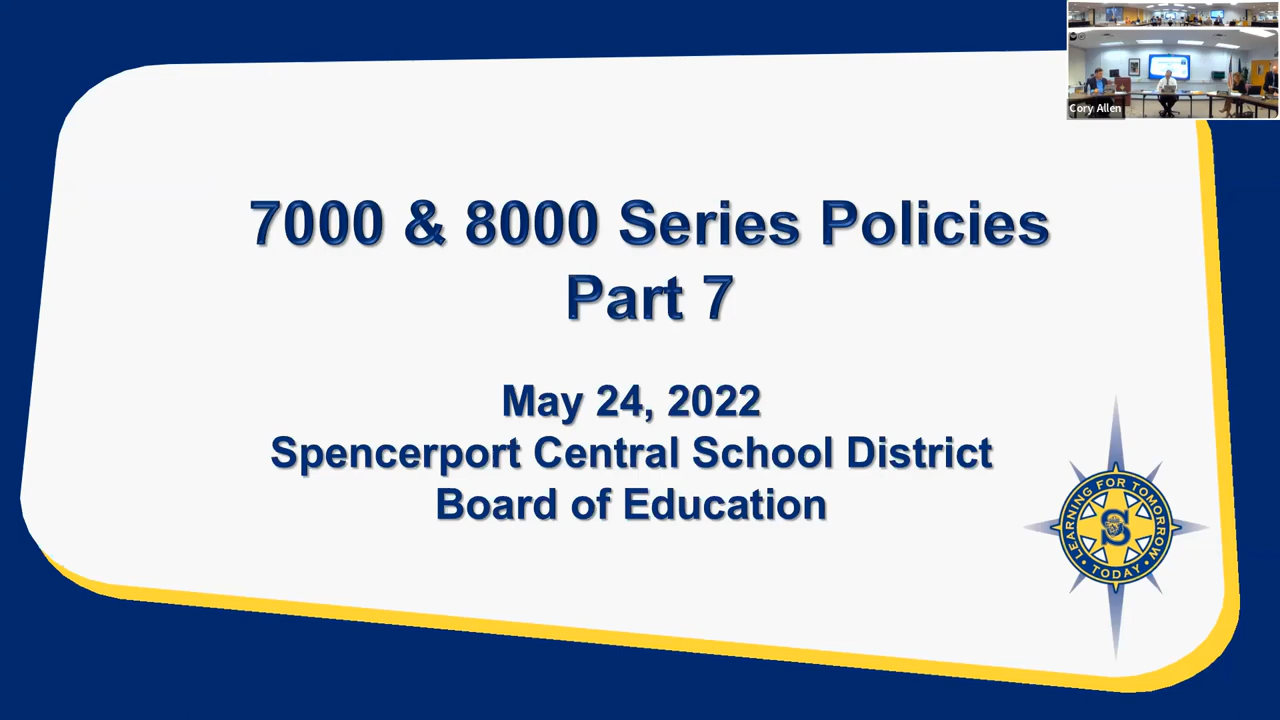 Cory Allen
7000 & 8000 Series Policies
Part 7
May 24, 2022
Spencerport Central School District
Board of Education
LEARNING FOR TOMORROW
S
• TODAY •